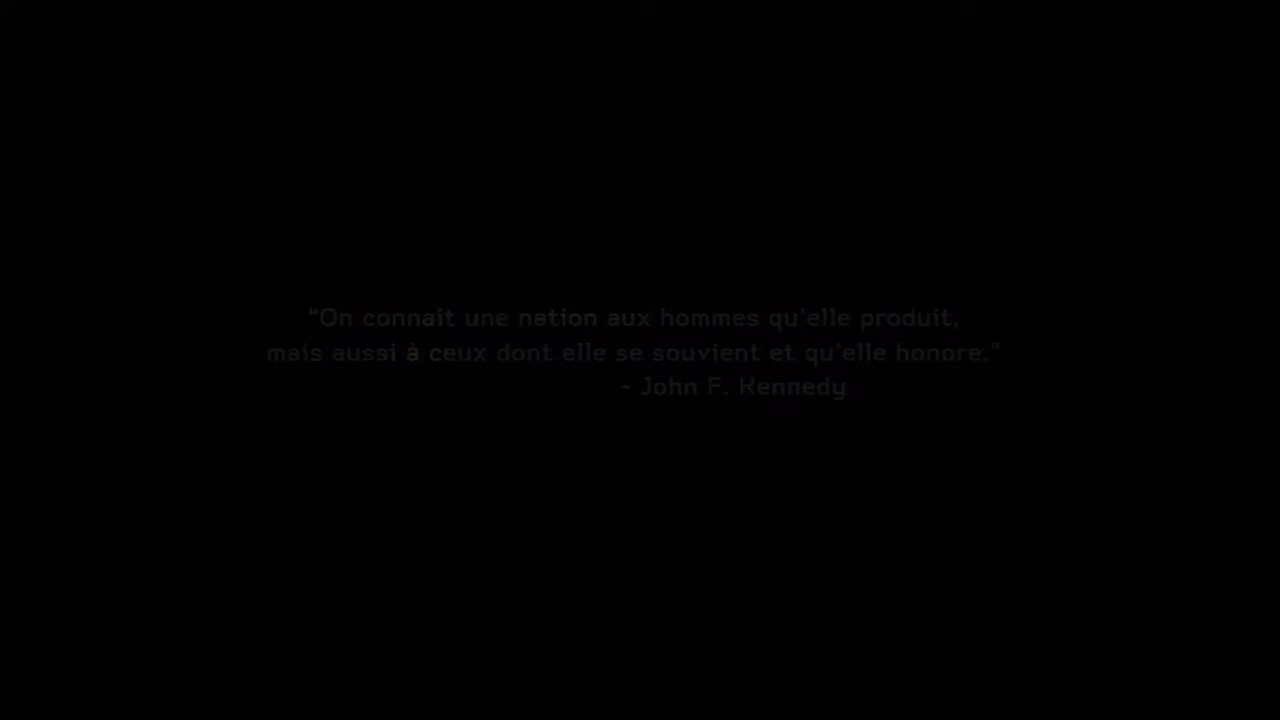 “On connaît une nation aux hommes qu'elle produit,
mais aussi à ceux dont elle se souvient et qu'elle honore.”
- John F. Kennedy